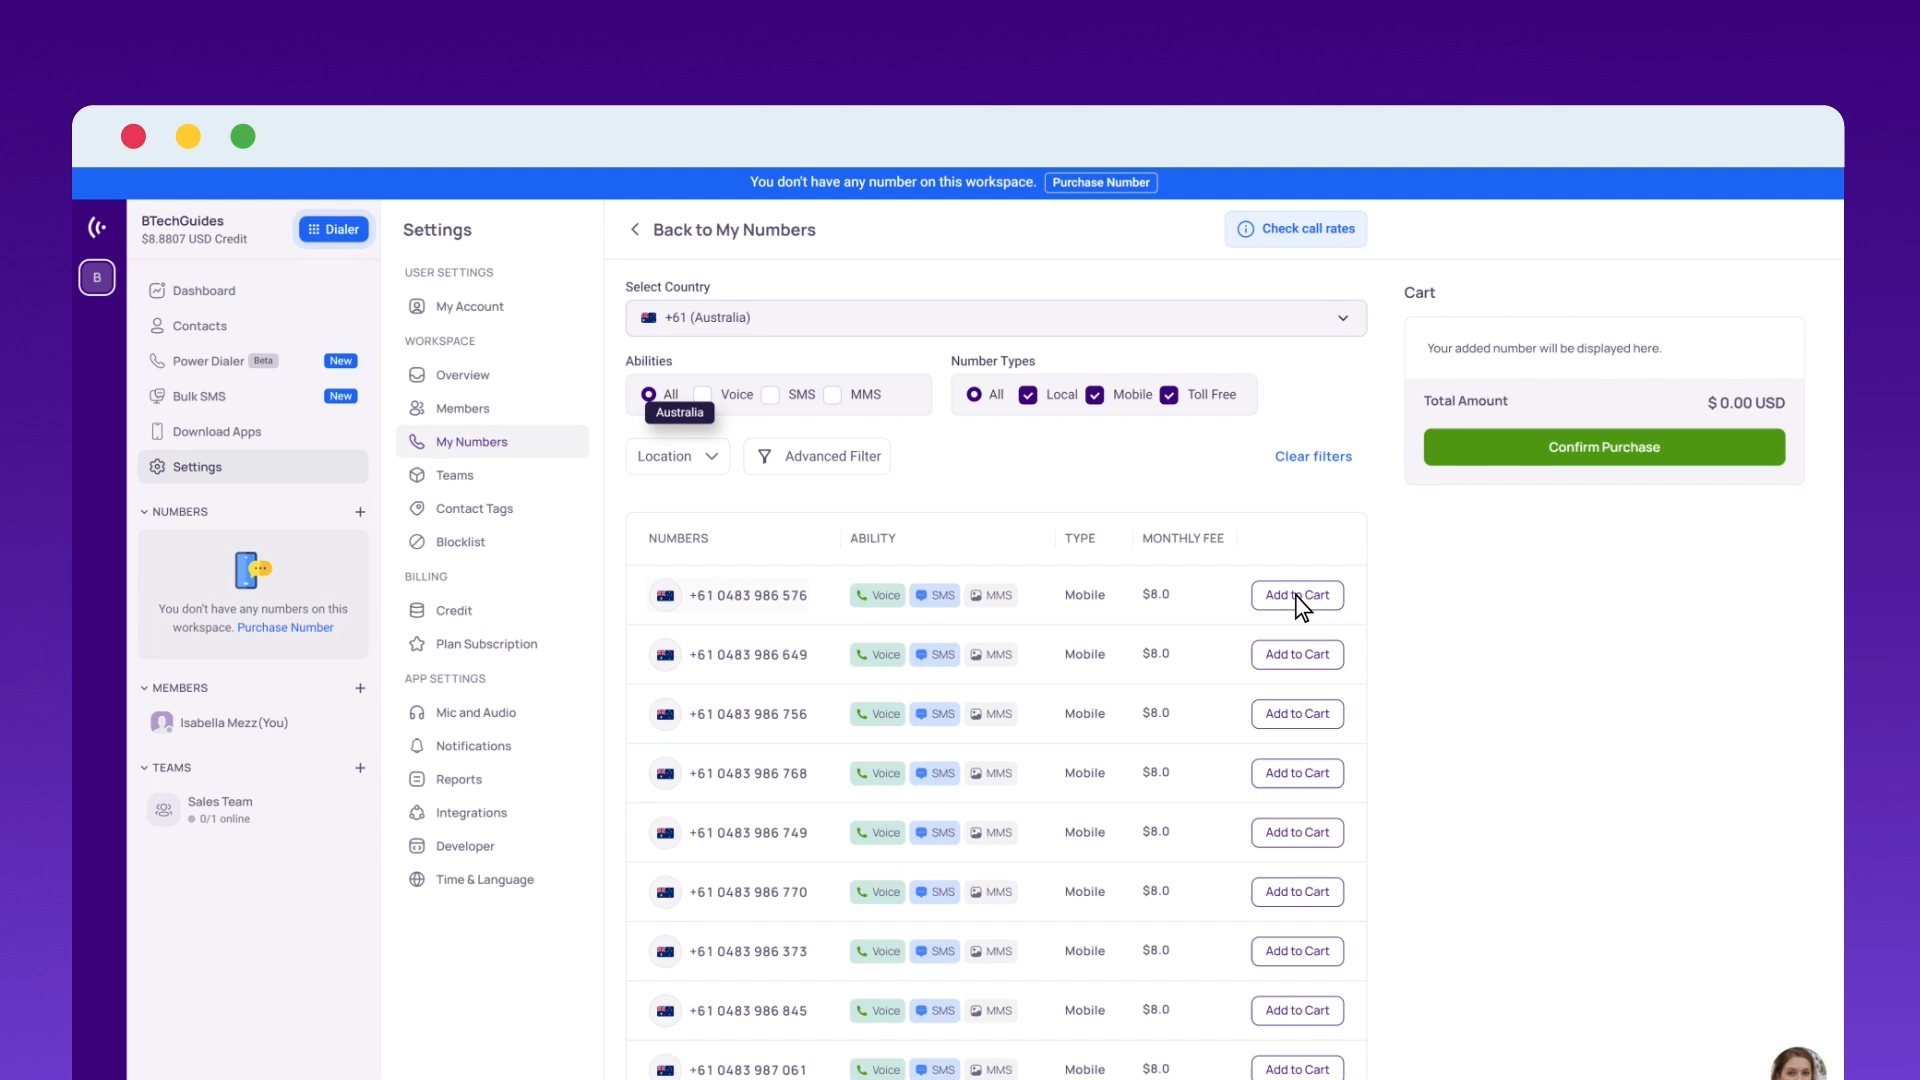 You don't have any number on this workspace. Purchase Number
BTechGuides
$8.8807 USD Credit
Dialer
B
Dashboard
Contacts
Power Dialer Beta New
Bulk SMS New
Download Apps
Settings
NUMBERS
You don't have any numbers on this
workspace. Purchase Number
MEMBERS
Isabella Mezz(You)
TEAMS
Sales Team
0/1 online
Settings
USER SETTINGS
My Account
WORKSPACE
Overview
Members
My Numbers
Teams
Contact Tags
Blocklist
BILLING
Credit
Plan Subscription
APP SETTINGS
Mic and Audio
Notifications
Reports
Integrations
Developer
Time & Language
Back to My Numbers
Check call rates
Select Country
+61 (Australia)
Abilities
All Voice SMS MMS
Australia
Number Types
All Local Mobile Toll Free
Location Advanced Filter Clear filters
NUMBERS ABILITY TYPE MONTHLY FEE
+61 0483 986 576 Voice SMS MMS Mobile $8.0 Add to Cart
+61 0483 986 649 Voice SMS MMS Mobile $8.0 Add to Cart
+61 0483 986 756 Voice SMS MMS Mobile $8.0 Add to Cart
+61 0483 986 768 Voice SMS MMS Mobile $8.0 Add to Cart
+61 0483 986 749 Voice SMS MMS Mobile $8.0 Add to Cart
+61 0483 986 770 Voice SMS MMS Mobile $8.0 Add to Cart
+61 0483 986 373 Voice SMS MMS Mobile $8.0 Add to Cart
+61 0483 986 845 Voice SMS MMS Mobile $8.0 Add to Cart
+61 0483 987 061 Voice SMS MMS Mobile $8.0 Add to Cart
Cart
Your added number will be displayed here.
Total Amount $ 0.00 USD
Confirm Purchase